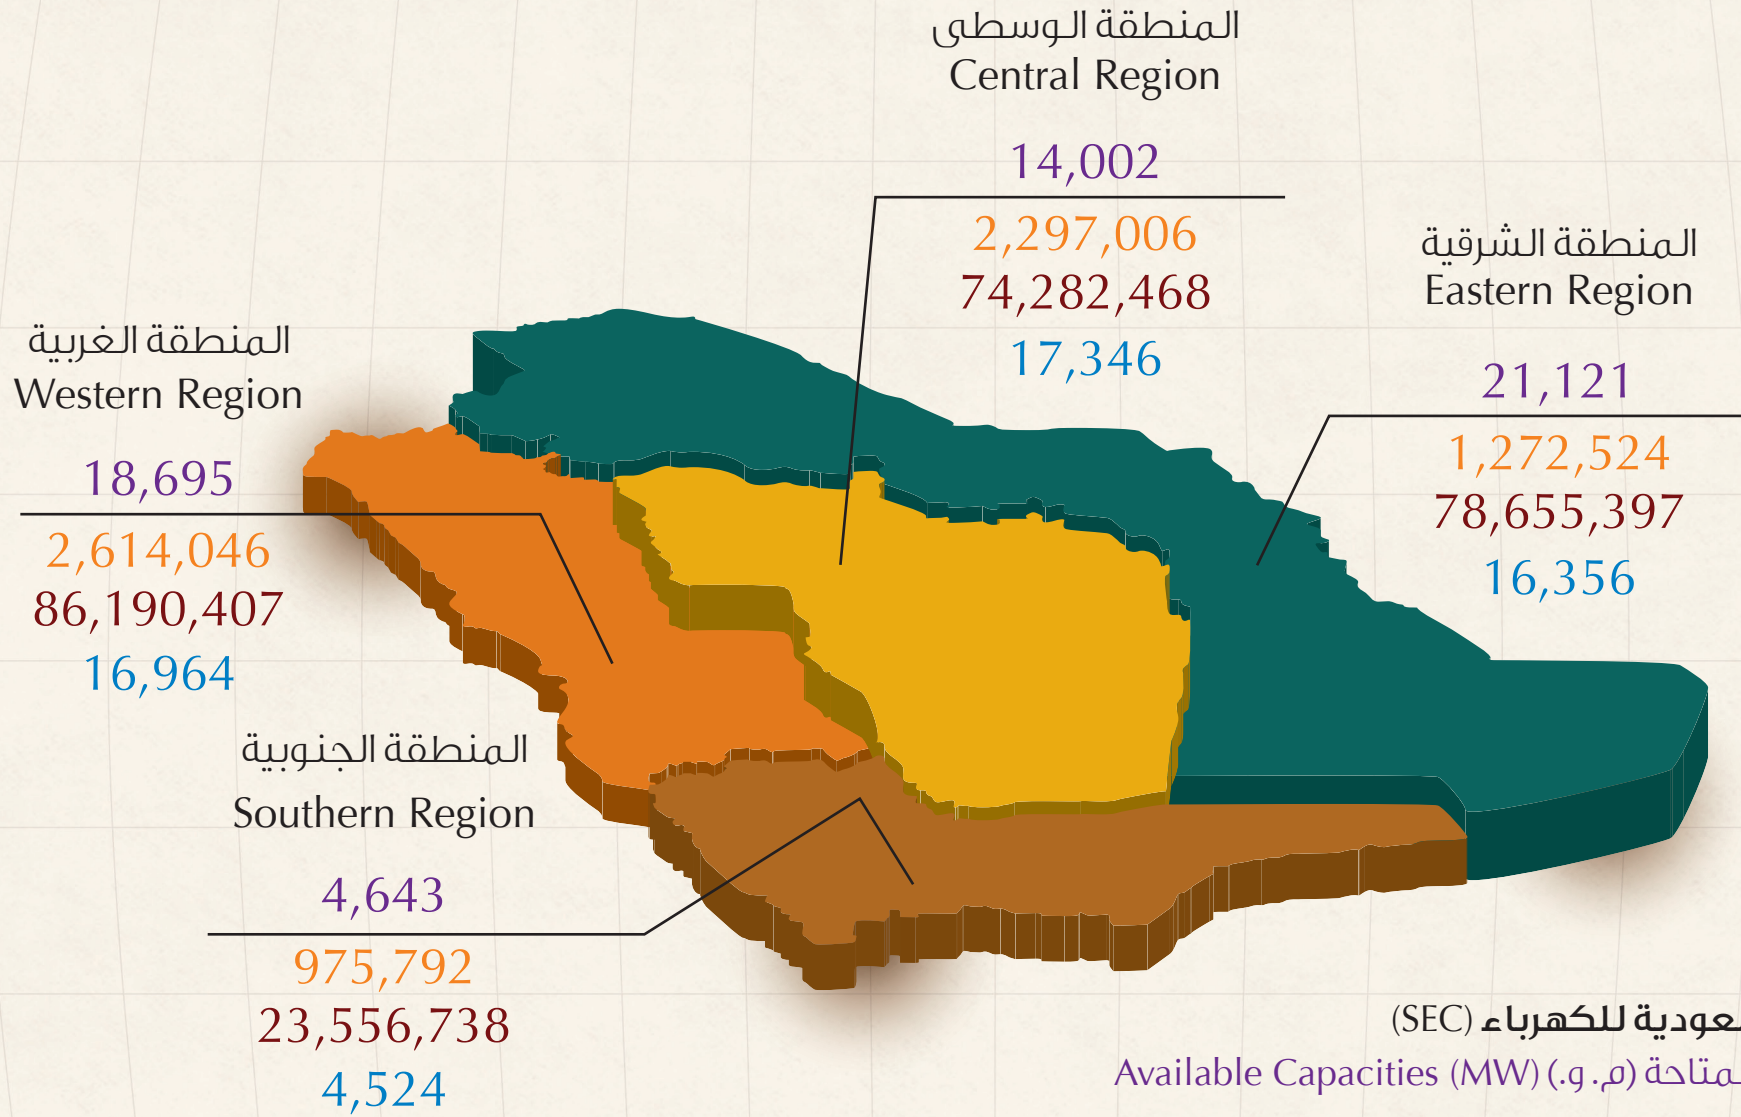 المنطقة الوسطى
Central Region
14,002
2,297,006
74,282,468
17,346
المنطقة الشرقية
Eastern Region
21,121
1,272,524
78,655,397
16,356
المنطقة الغربية
Western Region
18,695
2,614,046
86,190,407
16,964
المنطقة الجنوبية
Southern Region
4,643
975,792
23,556,738
4,524
للكهرباء (SEC)
(م. و.) Available Capacities (MW)